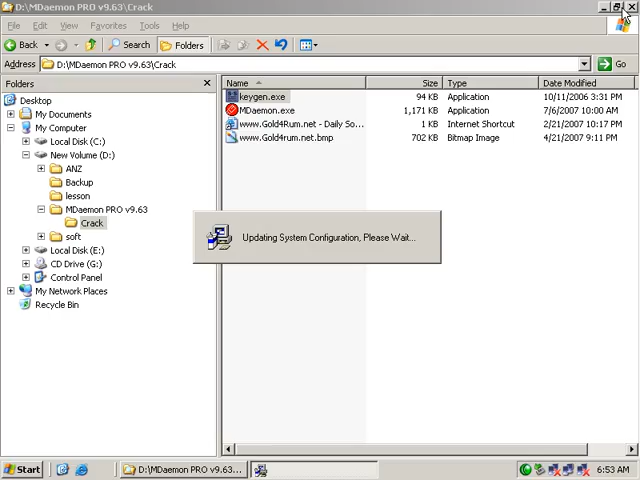 D:\MDaemon PRO v9.63\Crack
File Edit View Favorites Tools Help
Back Search Folders
Address D:\MDaemon PRO v9.63\Crack Go
Folders
Desktop
My Documents
My Computer
Local Disk (C:)
New Volume (D:)
ANZ
Backup
lesson
MDaemon PRO v9.63
Crack
soft
Local Disk (E:)
CD Drive (G:)
Control Panel
My Network Places
Recycle Bin
Name Size Type Date Modified
keygen.exe 94 KB Application 10/11/2006 3:31 PM
MDaemon.exe 1,171 KB Application 7/6/2007 10:00 AM
www.Gold4Rum.net - Daily So... 1 KB Internet Shortcut 2/21/2007 10:17 PM
www.Gold4rum.net.bmp 702 KB Bitmap Image 4/21/2007 9:11 PM
Updating System Configuration, Please Wait...
Start D:\MDaemon PRO v9.63... 6:53 AM